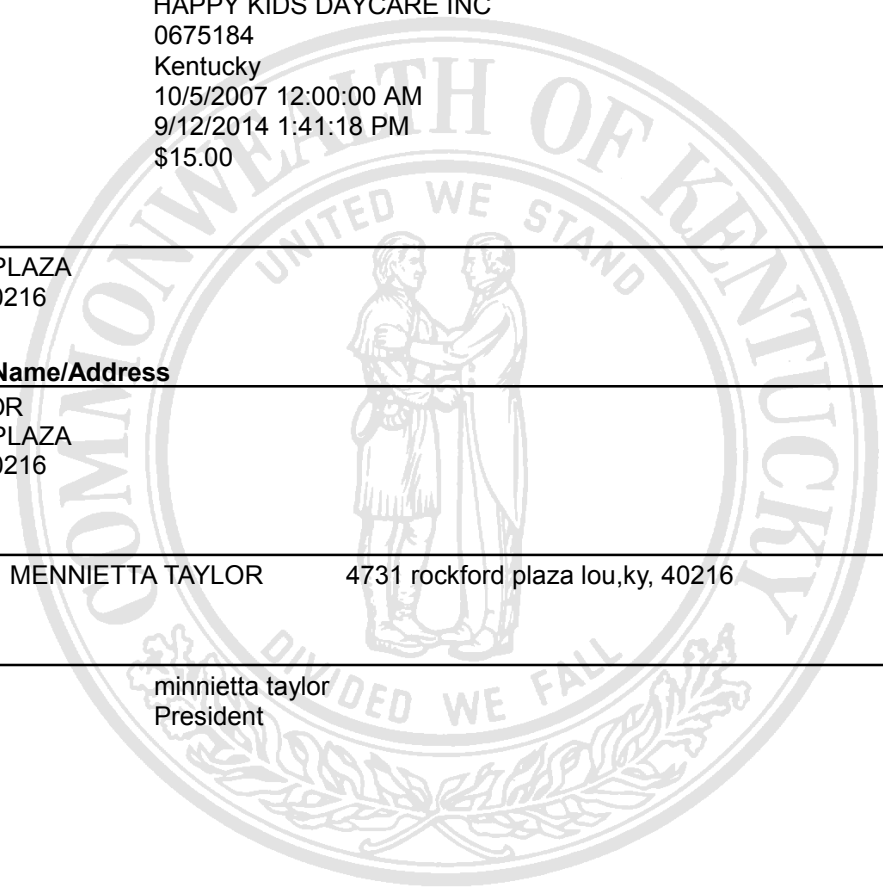 HAPPY KIDS DAYCARE INC
0675184
Kentucky
10/5/2007 12:00:00 AM
9/12/2014 1:41:18 PM
$15.00
PLAZA
0216
Name/Address
OR
PLAZA
0216
MENNIETTA TAYLOR 4731 rockford plaza lou,ky, 40216
minnietta taylor
President
COMMONWEALTH OF KENTUCKY
UNITED WE STAND
DIVIDED WE FALL